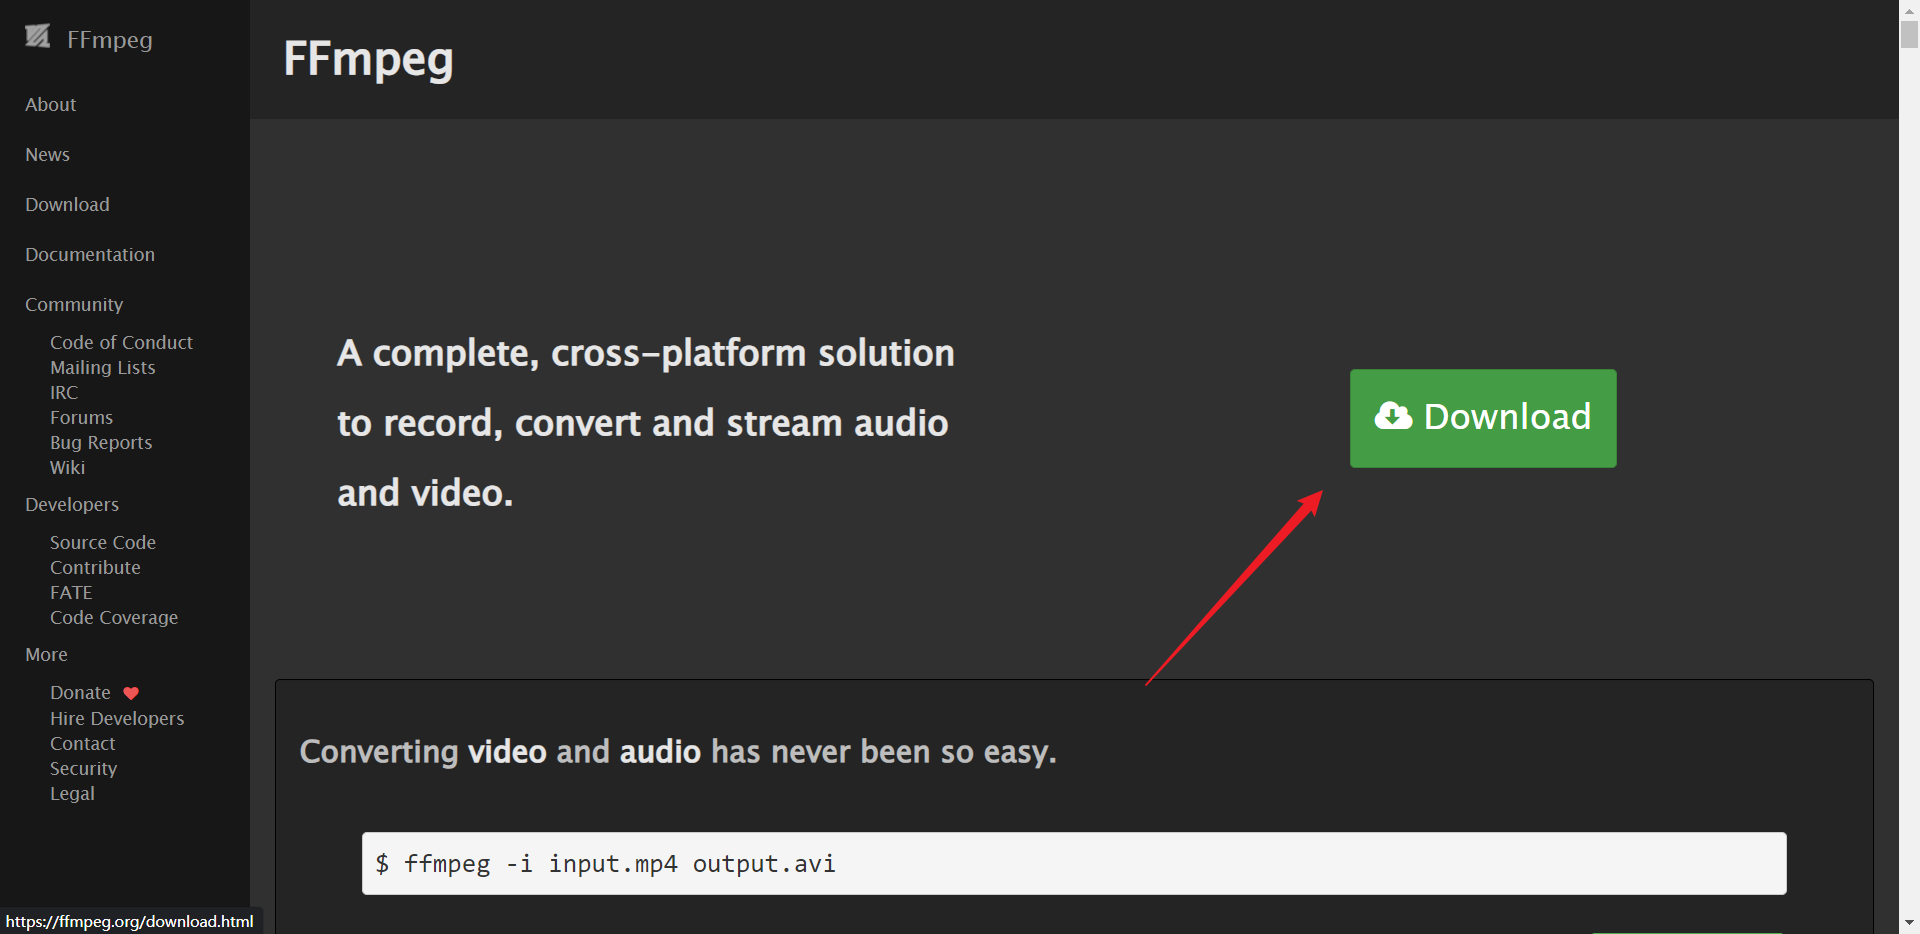 FFmpeg
About
News
Download
Documentation
Community
Code of Conduct
Mailing Lists
IRC
Forums
Bug Reports
Wiki
Developers
Source Code
Contribute
FATE
Code Coverage
More
Donate
Hire Developers
Contact
Security
Legal
FFmpeg
A complete, cross-platform solution
to record, convert and stream audio
and video.
Download
Converting video and audio has never been so easy.
$ ffmpeg -i input.mp4 output.avi
https://ffmpeg.org/download.html